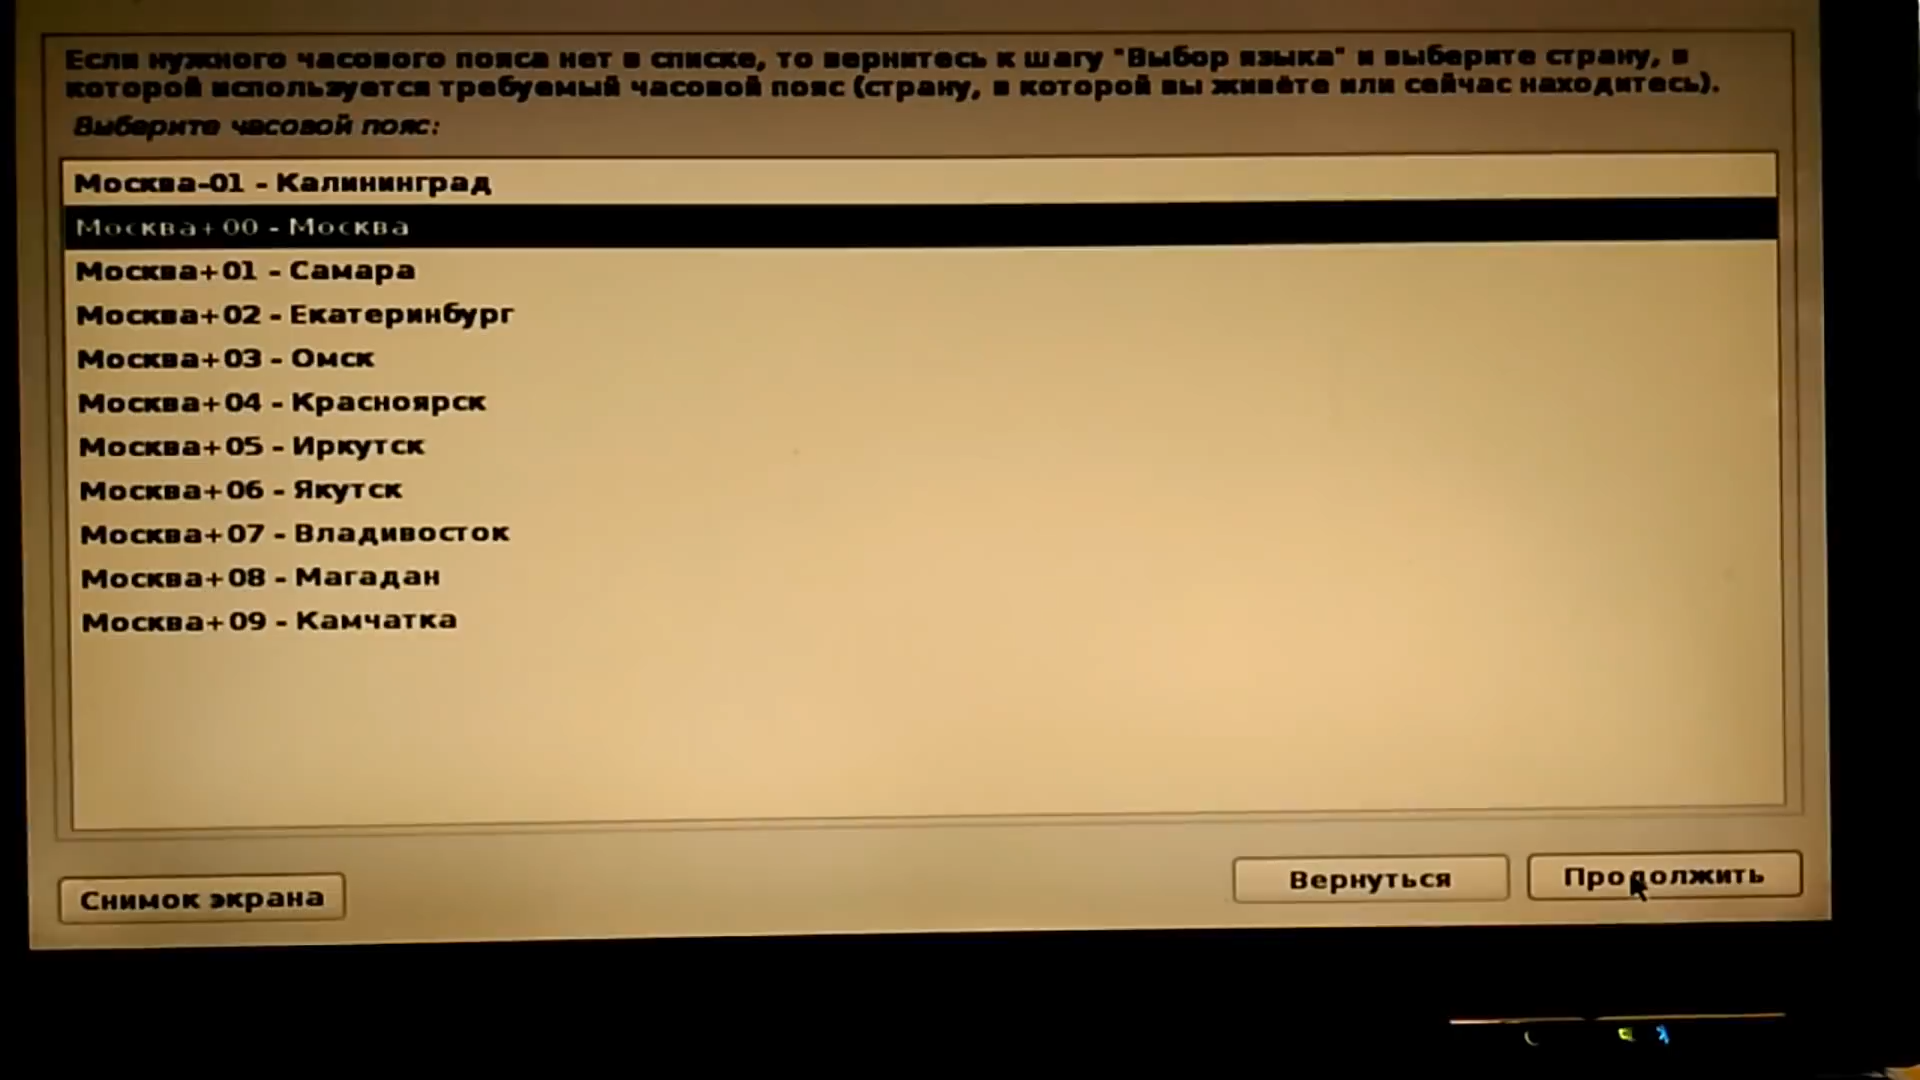 Если нужного часового пояса нет в списке, то вернитесь к шагу "Выбор языка" и выберите страну, в
которой используется требуемый часовой пояс (страну, в которой вы живёте или сейчас находитесь).
Выберите часовой пояс:
Москва-01 - Калининград
Москва+00 - Москва
Москва+01 - Самара
Москва+02 - Екатеринбург
Москва+03 - Омск
Москва+04 - Красноярск
Москва+05 - Иркутск
Москва+06 - Якутск
Москва+07 - Владивосток
Москва+08 - Магадан
Москва+09 - Камчатка
Снимок экрана
Вернуться
Продолжить